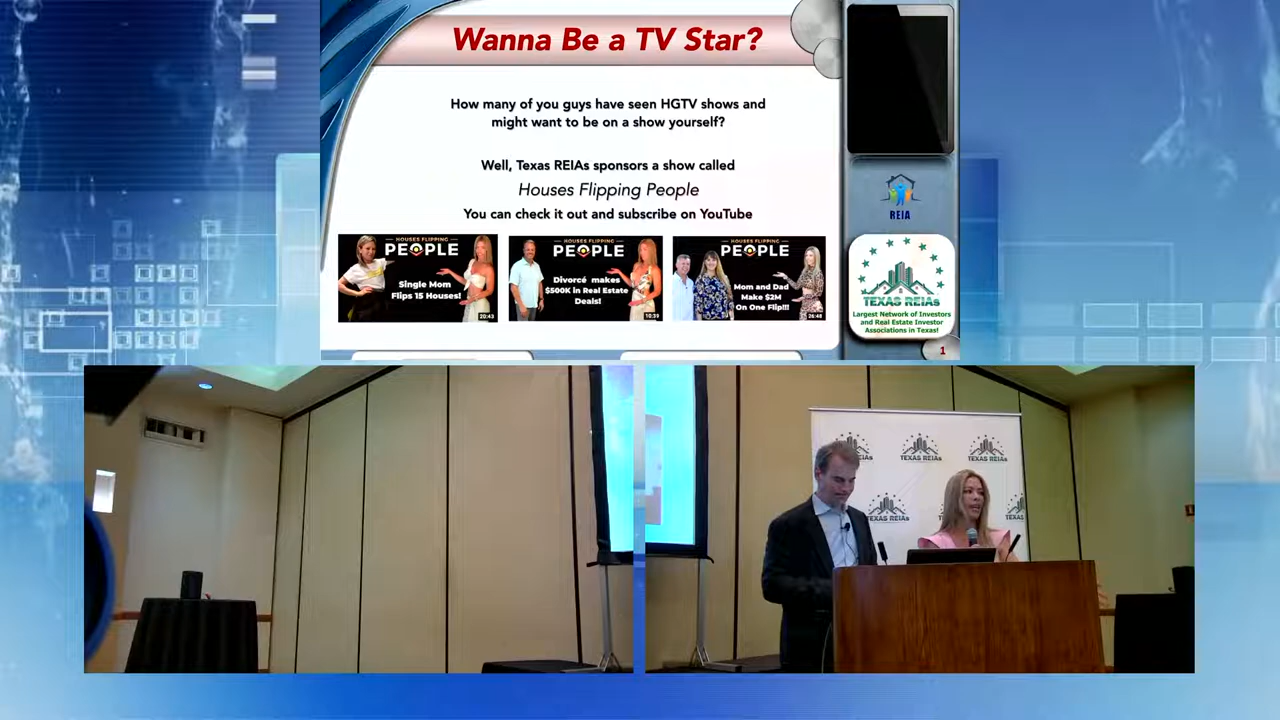 Wanna Be a TV Star?
How many of you guys have seen HGTV shows and
might want to be on a show yourself?
Well, Texas REIAs sponsors a show called
Houses Flipping People
You can check it out and subscribe on YouTube
HOUSES FLIPPING
PEOPLE
Single Mom
Flips 15 Houses!
20:43
HOUSES FLIPPING
PEOPLE
Divorcé makes
$500K in Real Estate
Deals!
10:39
HOUSES FLIPPING
PEOPLE
Mom and Dad
Make $2M
On One Flip!!!
26:48
REIA
TEXAS REIAs
Largest Network of Investors
and Real Estate Investor
Associations in Texas!
1
TEXAS REIAs
TEXAS REIAs
TEXAS REIAs